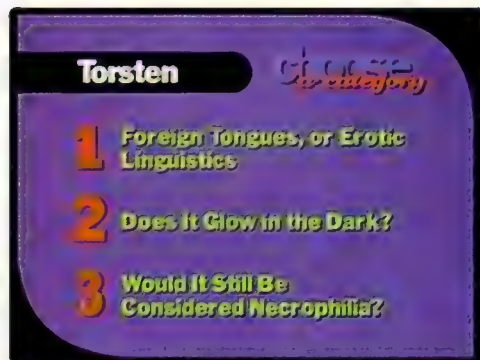 Torsten
choose
a category
1 Foreign Tongues, or Erotic
Linguistics
2 Does It Glow in the Dark?
3 Would It Still Be
Considered Necrophilia?